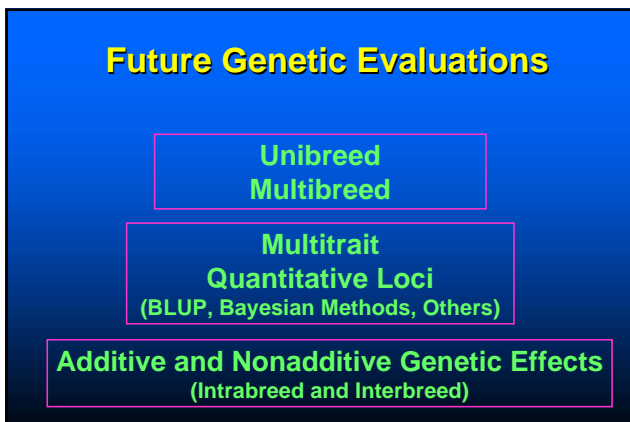 Future Genetic Evaluations
Unibreed
Multibreed
Multitrait
Quantitative Loci
(BLUP, Bayesian Methods, Others)
Additive and Nonadditive Genetic Effects
(Intrabreed and Interbreed)